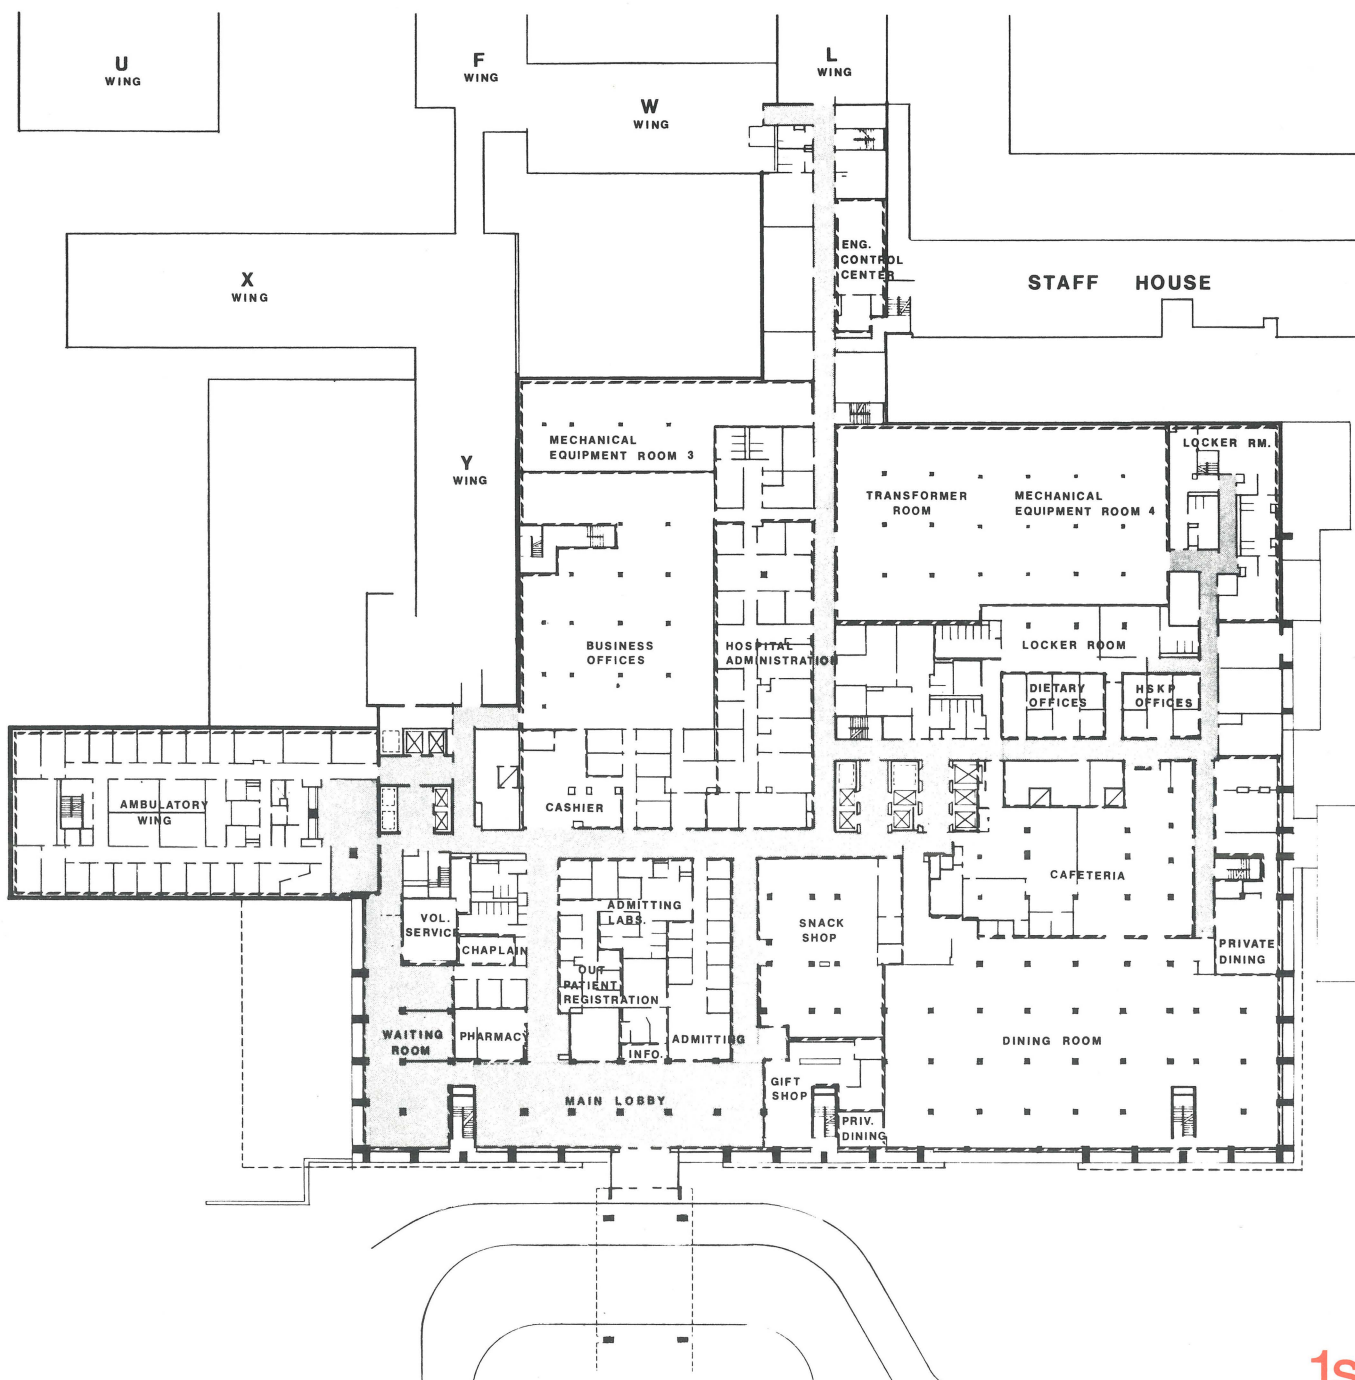 U
WING
F
WING
L
WING
W
WING
ENG.
CONTROL
CENTER
X
WING
STAFF HOUSE
MECHANICAL
EQUIPMENT ROOM 3
LOCKER RM.
Y
WING
TRANSFORMER
ROOM
MECHANICAL
EQUIPMENT ROOM 4
BUSINESS
OFFICES
HOSPITAL
ADMINISTRATION
LOCKER ROOM
DIETARY
OFFICES
HSKP
OFFICES
AMBULATORY
WING
CASHIER
CAFETERIA
ADMITTING
LABS.
VOL.
SERVICE
SNACK
SHOP
CHAPLAIN
PRIVATE
DINING
OUT
PATIENT
REGISTRATION
WAITING
ROOM
PHARMACY
INFO.
ADMITTING
DINING ROOM
GIFT
SHOP
MAIN LOBBY
PRIV.
DINING
1s